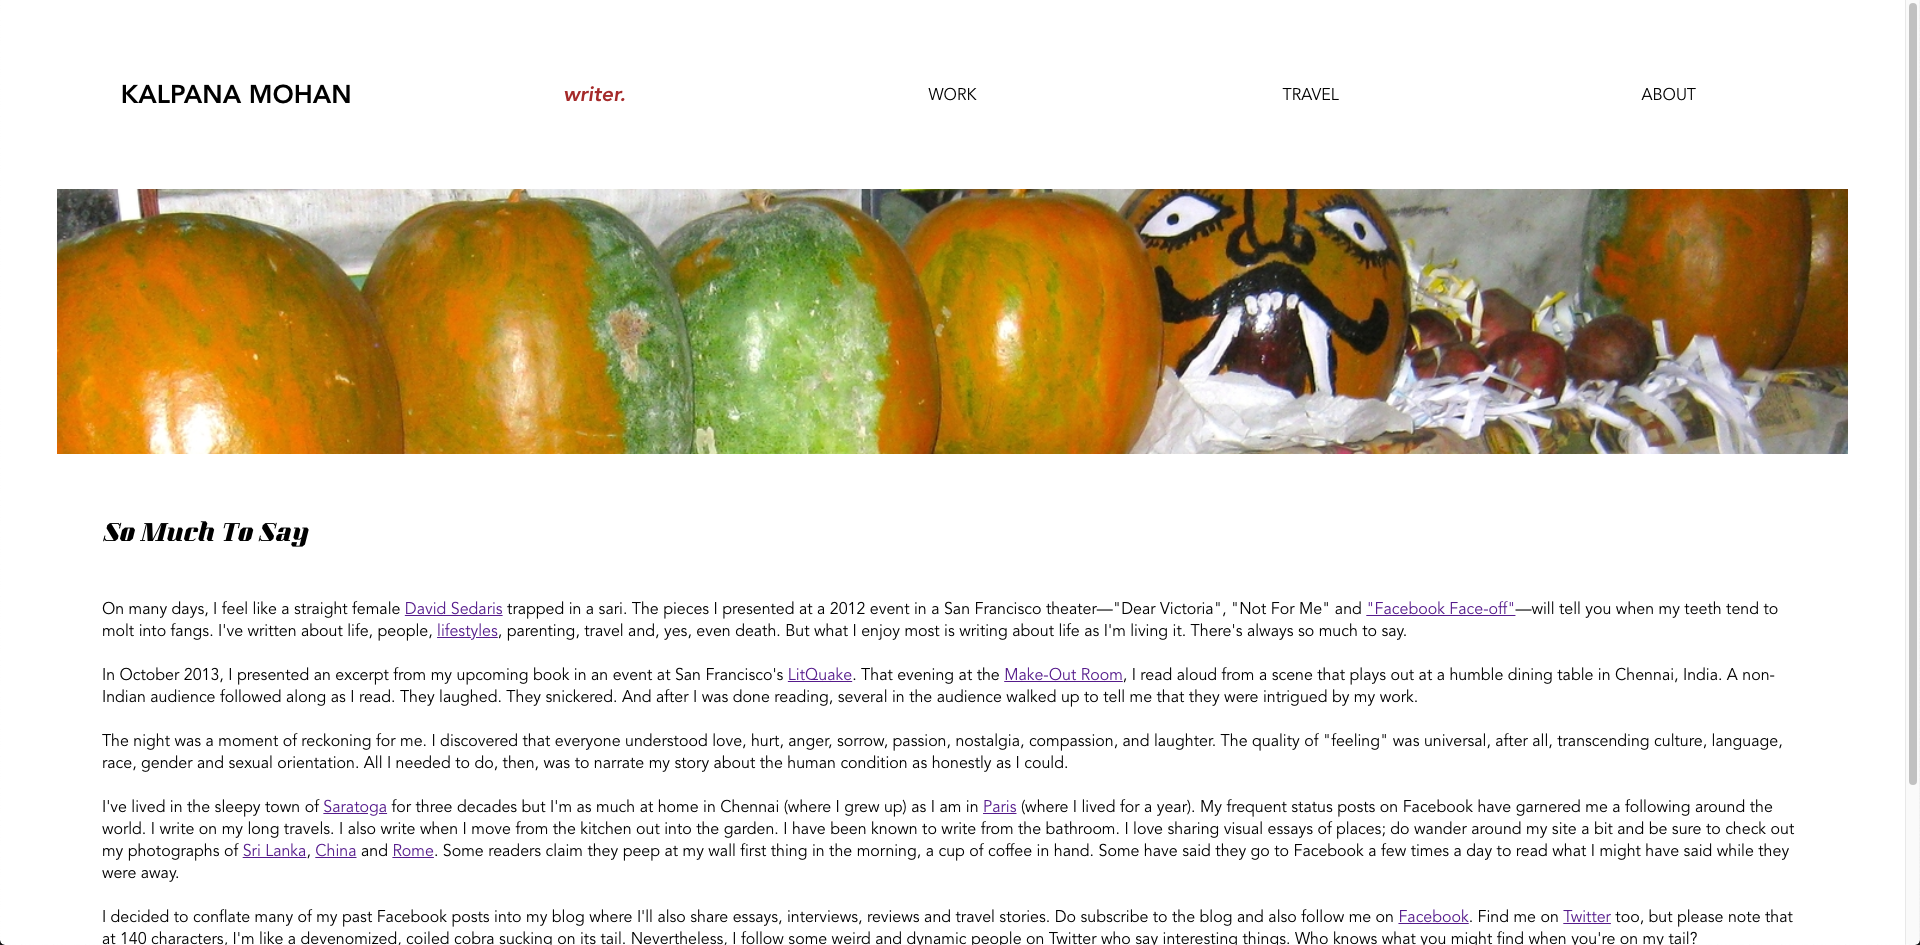 KALPANA MOHAN
writer.
WORK
TRAVEL
ABOUT
So Much To Say
On many days, I feel like a straight female David Sedaris trapped in a sari. The pieces I presented at a 2012 event in a San Francisco theater—"Dear Victoria", "Not For Me" and "Facebook Face-off"—will tell you when my teeth tend to
molt into fangs. I've written about life, people, lifestyles, parenting, travel and, yes, even death. But what I enjoy most is writing about life as I'm living it. There's always so much to say.
In October 2013, I presented an excerpt from my upcoming book in an event at San Francisco's LitQuake. That evening at the Make-Out Room, I read aloud from a scene that plays out at a humble dining table in Chennai, India. A non-
Indian audience followed along as I read. They laughed. They snickered. And after I was done reading, several in the audience walked up to tell me that they were intrigued by my work.
The night was a moment of reckoning for me. I discovered that everyone understood love, hurt, anger, sorrow, passion, nostalgia, compassion, and laughter. The quality of "feeling" was universal, after all, transcending culture, language,
race, gender and sexual orientation. All I needed to do, then, was to narrate my story about the human condition as honestly as I could.
I've lived in the sleepy town of Saratoga for three decades but I'm as much at home in Chennai (where I grew up) as I am in Paris (where I lived for a year). My frequent status posts on Facebook have garnered me a following around the
world. I write on my long travels. I also write when I move from the kitchen out into the garden. I have been known to write from the bathroom. I love sharing visual essays of places; do wander around my site a bit and be sure to check out
my photographs of Sri Lanka, China and Rome. Some readers claim they peep at my wall first thing in the morning, a cup of coffee in hand. Some have said they go to Facebook a few times a day to read what I might have said while they
were away.
I decided to conflate many of my past Facebook posts into my blog where I'll also share essays, interviews, reviews and travel stories. Do subscribe to the blog and also follow me on Facebook. Find me on Twitter too, but please note that
at 140 characters, I'm like a devenomized, coiled cobra sucking on its tail. Nevertheless, I follow some weird and dynamic people on Twitter who say interesting things. Who knows what you might find when you're on my tail?